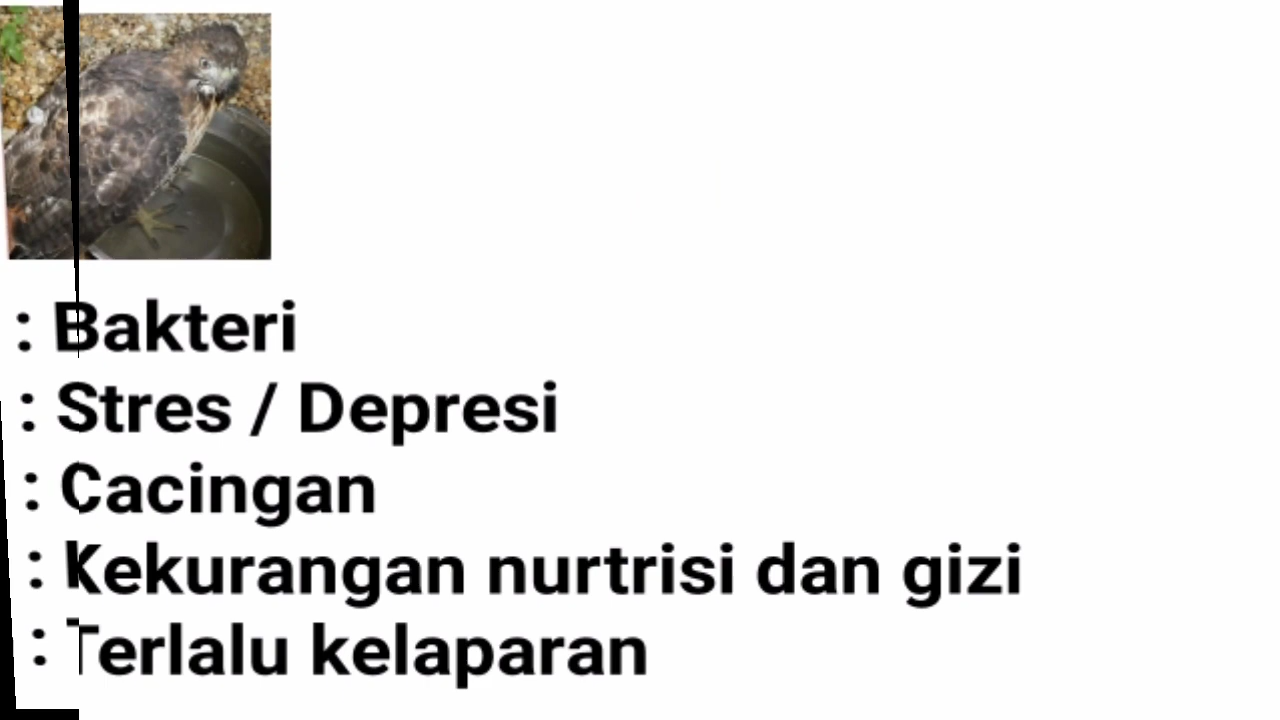 : Bakteri
: Stres / Depresi
: Cacingan
: Kekurangan nurtrisi dan gizi
: Terlalu kelaparan